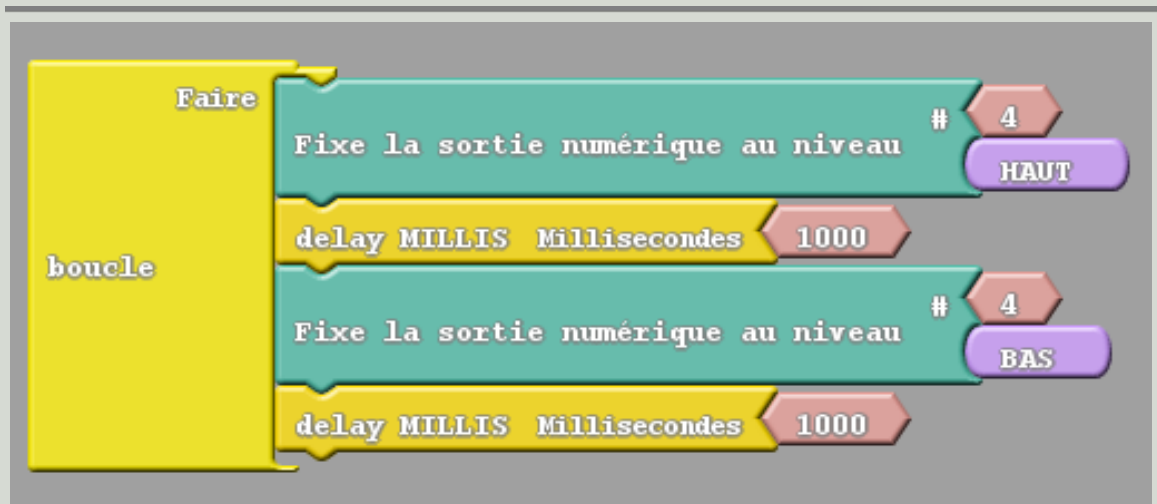 Faire
Fixe la sortie numérique au niveau # 4
HAUT
delay MILLIS Millisecondes 1000
boucle
Fixe la sortie numérique au niveau # 4
BAS
delay MILLIS Millisecondes 1000